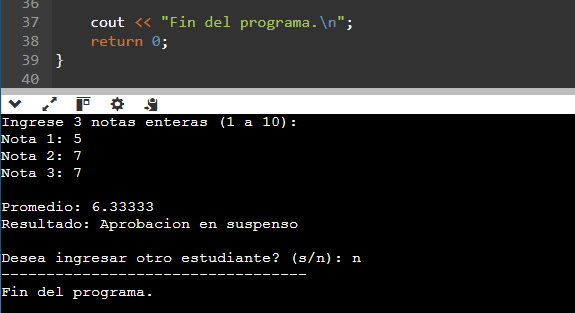 36
37 cout << "Fin del programa.\n";
38 return 0;
39 }
40
Ingrese 3 notas enteras (1 a 10):
Nota 1: 5
Nota 2: 7
Nota 3: 7
Promedio: 6.33333
Resultado: Aprobacion en suspenso
Desea ingresar otro estudiante? (s/n): n
----------------------------------
Fin del programa.